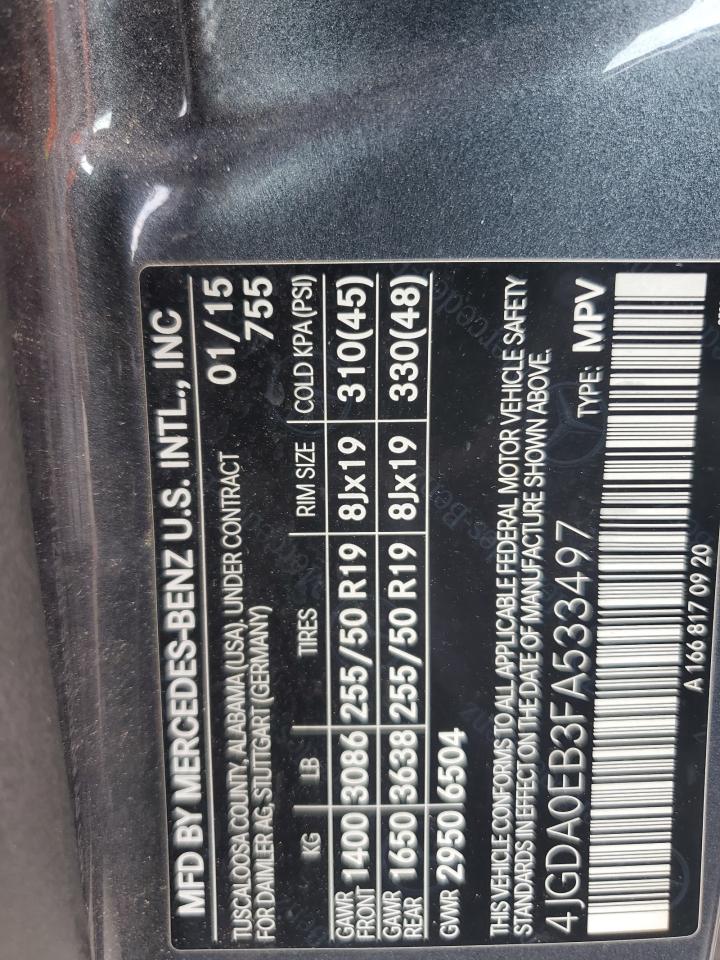 MFD BY MERCEDES-BENZ U.S. INTL., INC
TUSCALOOSA COUNTY, ALABAMA (USA), UNDER CONTRACT 01/15
FOR DAIMLER AG, STUTTGART (GERMANY) 755
KG LB TIRES RIM SIZE COLD KPA (PSI)
GAWR FRONT 1400 3086 255/50 R19 8Jx19 310(45)
GAWR REAR 1650 3638 255/50 R19 8Jx19 330(48)
GVWR 2950 6504
THIS VEHICLE CONFORMS TO ALL APPLICABLE FEDERAL MOTOR VEHICLE SAFETY
STANDARDS IN EFFECT ON THE DATE OF MANUFACTURE SHOWN ABOVE.
4JGDA0EB3FA533497 TYPE: MPV
A 166 817 09 20